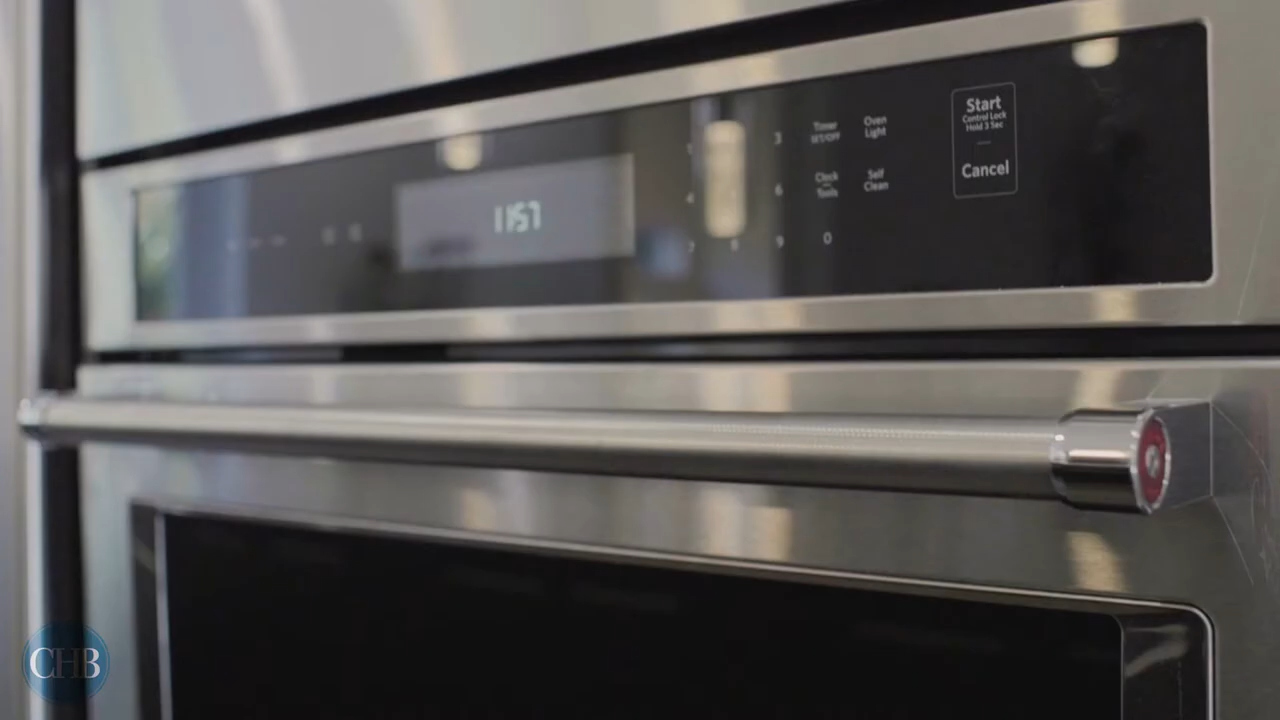 Start
Control Lock
Hold 3 Sec
Cancel
Oven
Light
Self
Clean
Timer
SET/OFF
Clock
Tools
11:57
3
6
9
0
CHB